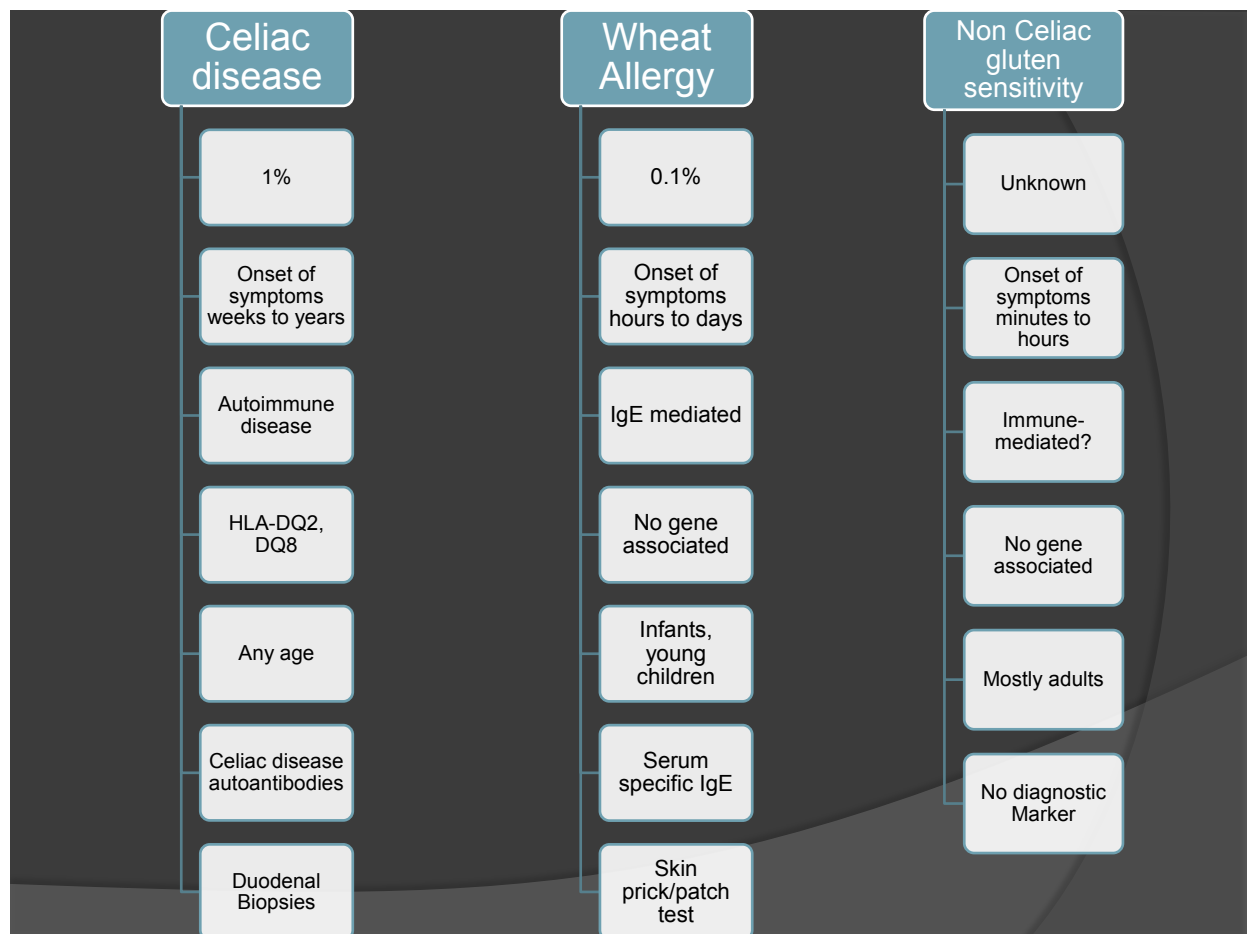 Celiac
disease
1%
Onset of
symptoms
weeks to years
Autoimmune
disease
HLA-DQ2,
DQ8
Any age
Celiac disease
autoantibodies
Duodenal
Biopsies
Wheat
Allergy
0.1%
Onset of
symptoms
hours to days
IgE mediated
No gene
associated
Infants,
young
children
Serum
specific IgE
Skin
prick/patch
test
Non Celiac
gluten
sensitivity
Unknown
Onset of
symptoms
minutes to
hours
Immune-
mediated?
No gene
associated
Mostly adults
No diagnostic
Marker